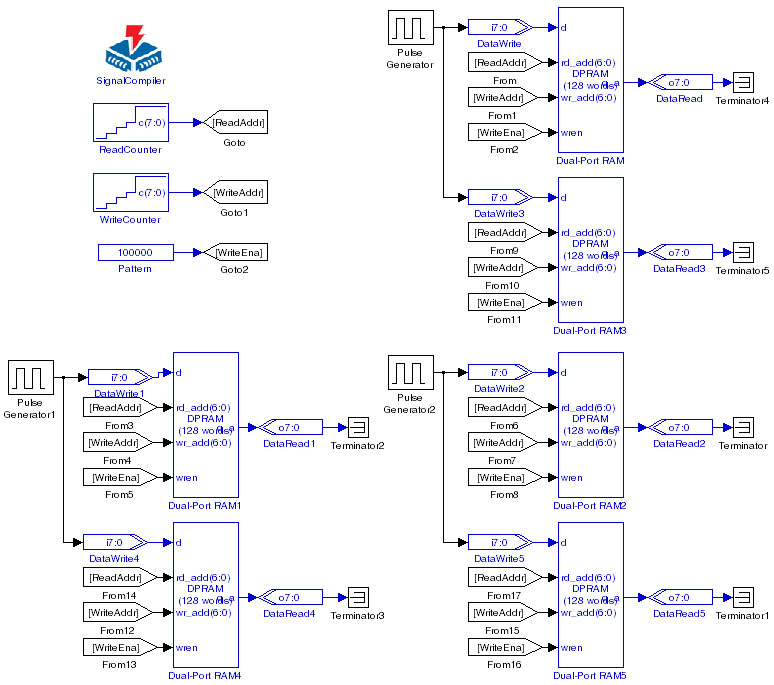 SignalCompiler
c(7:0)
ReadCounter
[ReadAddr]
Goto
c(7:0)
WriteCounter
[WriteAddr]
Goto1
100000
Pattern
[WriteEna]
Goto2
Pulse
Generator
i7:0
DataWrite
[ReadAddr]
From
[WriteAddr]
From1
[WriteEna]
From2
d
rd_add(6:0)
DPRAM
(128 words)
q_a
wr_add(6:0)
wren
Dual-Port RAM
o7:0
DataRead
Terminator4
i7:0
DataWrite3
[ReadAddr]
From9
[WriteAddr]
From10
[WriteEna]
From11
d
rd_add(6:0)
DPRAM
(128 words)
q_a
wr_add(6:0)
wren
Dual-Port RAM3
o7:0
DataRead3
Terminator5
Pulse
Generator1
i7:0
DataWrite1
[ReadAddr]
From3
[WriteAddr]
From4
[WriteEna]
From5
d
rd_add(6:0)
DPRAM
(128 words)
q_a
wr_add(6:0)
wren
Dual-Port RAM1
o7:0
DataRead1
Terminator2
Pulse
Generator2
i7:0
DataWrite2
[ReadAddr]
From6
[WriteAddr]
From7
[WriteEna]
From8
d
rd_add(6:0)
DPRAM
(128 words)
q_a
wr_add(6:0)
wren
Dual-Port RAM2
o7:0
DataRead2
Terminator
i7:0
DataWrite4
[ReadAddr]
From14
[WriteAddr]
From12
[WriteEna]
From13
d
rd_add(6:0)
DPRAM
(128 words)
q_a
wr_add(6:0)
wren
Dual-Port RAM4
o7:0
DataRead4
Terminator3
i7:0
DataWrite5
[ReadAddr]
From17
[WriteAddr]
From15
[WriteEna]
From16
d
rd_add(6:0)
DPRAM
(128 words)
q_a
wr_add(6:0)
wren
Dual-Port RAM5
o7:0
DataRead5
Terminator1